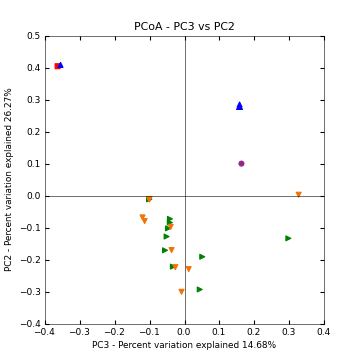 PCoA - PC3 vs PC2
PC2 - Percent variation explained 26.27%
0.5
0.4
0.3
0.2
0.1
0.0
−0.1
−0.2
−0.3
−0.4
−0.4 −0.3 −0.2 −0.1 0.0 0.1 0.2 0.3 0.4
PC3 - Percent variation explained 14.68%